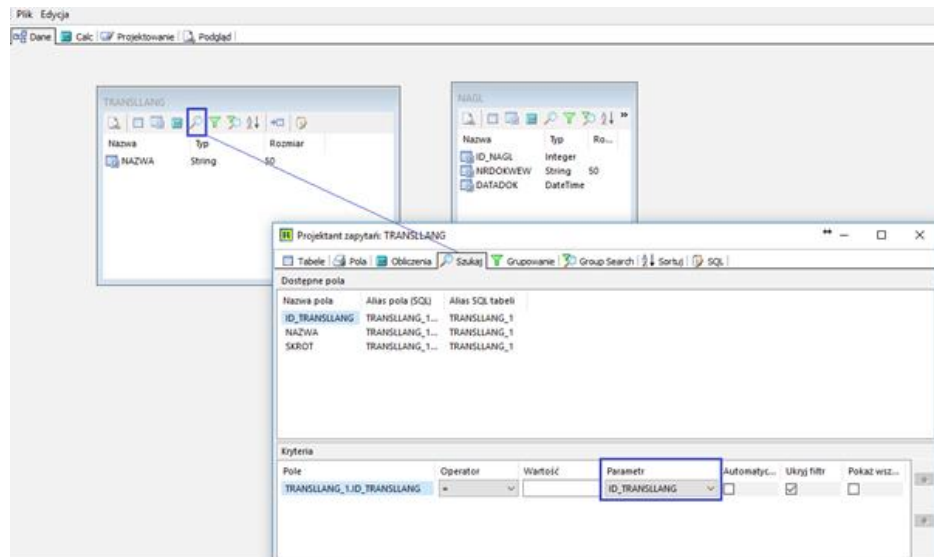 Plik Edycja
Dane Calc Projektowanie Podgląd
TRANSLLANG
Nazwa Typ Rozmiar
NAZWA String 50
NAGL
Nazwa Typ Ro...
ID_NAGL Integer
NRDOKWEW String 50
DATADOK DateTime
Projektant zapytań: TRANSLLANG
Tabele Pola Obliczenia Szukaj Grupowanie Group Search Sortuj SQL
Dostępne pola
Nazwa pola Alias pola (SQL) Alias SQL tabeli
ID_TRANSLLANG TRANSLLANG_1... TRANSLLANG_1
NAZWA TRANSLLANG_1... TRANSLLANG_1
SKROT TRANSLLANG_1... TRANSLLANG_1
Kryteria
Pole Operator Wartość Parametr Automatyc... Ukryj filtr Pokaż wsz...
TRANSLLANG_1.ID_TRANSLLANG = ID_TRANSLLANG